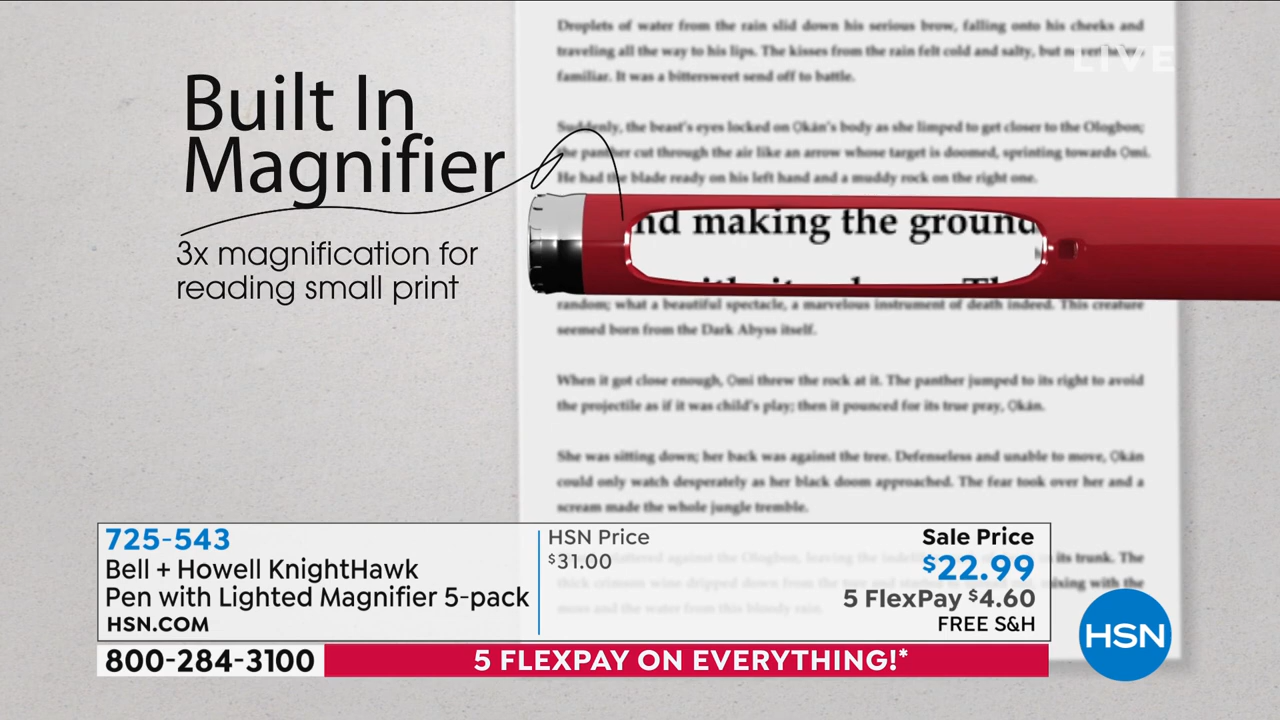 Droplets of water from the rain slid down his serious brow, falling onto his cheeks and
traveling all the way to his lips. The kisses from the rain felt cold and salty, but
familiar. It was a bittersweet send off to battle.
LIVE
Built In
Magnifier
3x magnification for
reading small print
Suddenly, the beast's eyes locked on Ọkàn's body as she limped to get closer to the Ologbon;
the panther cut through the air like an arrow whose target is doomed, sprinting towards Ọmi.
He had the blade ready on his left hand and a muddy rock on the right one.
nd making the ground
random; what a beautiful spectacle, a marvelous instrument of death indeed. This creature
seemed born from the Dark Abyss itself.
When it got close enough, Ọmi threw the rock at it. The panther jumped to its right to avoid
the projectile as if it was child's play; then it pounced for its true pray, Ọkàn.
She was sitting down; her back was against the tree. Defenseless and unable to move, Ọkàn
could only watch desperately as her black doom approached. The fear took over her and a
scream made the whole jungle tremble.
its trunk. The
mixing with the
725-543
Bell + Howell KnightHawk
Pen with Lighted Magnifier 5-pack
HSN.COM
HSN Price
$31.00
Sale Price
$22.99
5 FlexPay $4.60
FREE S&H
HSN
800-284-3100
5 FLEXPAY ON EVERYTHING!*